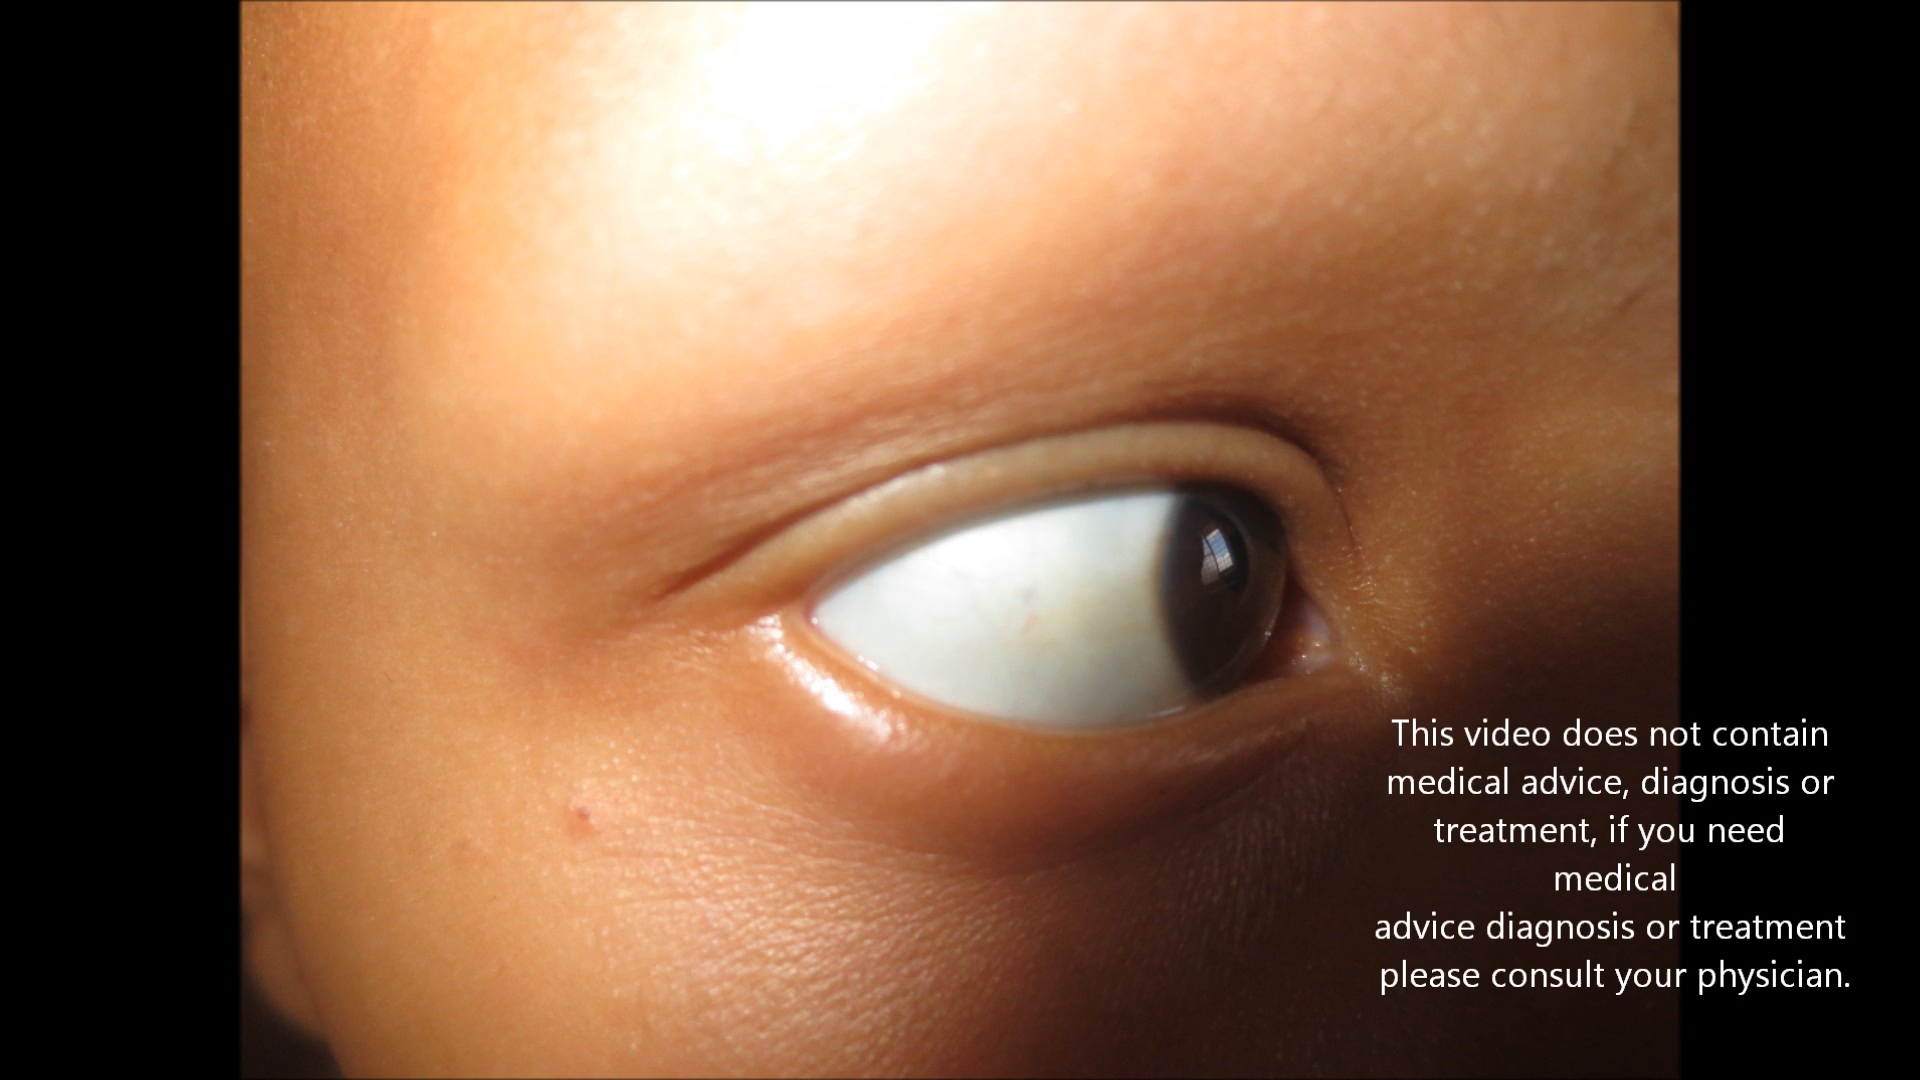 This video does not contain
medical advice, diagnosis or
treatment, if you need
medical
advice diagnosis or treatment
please consult your physician.